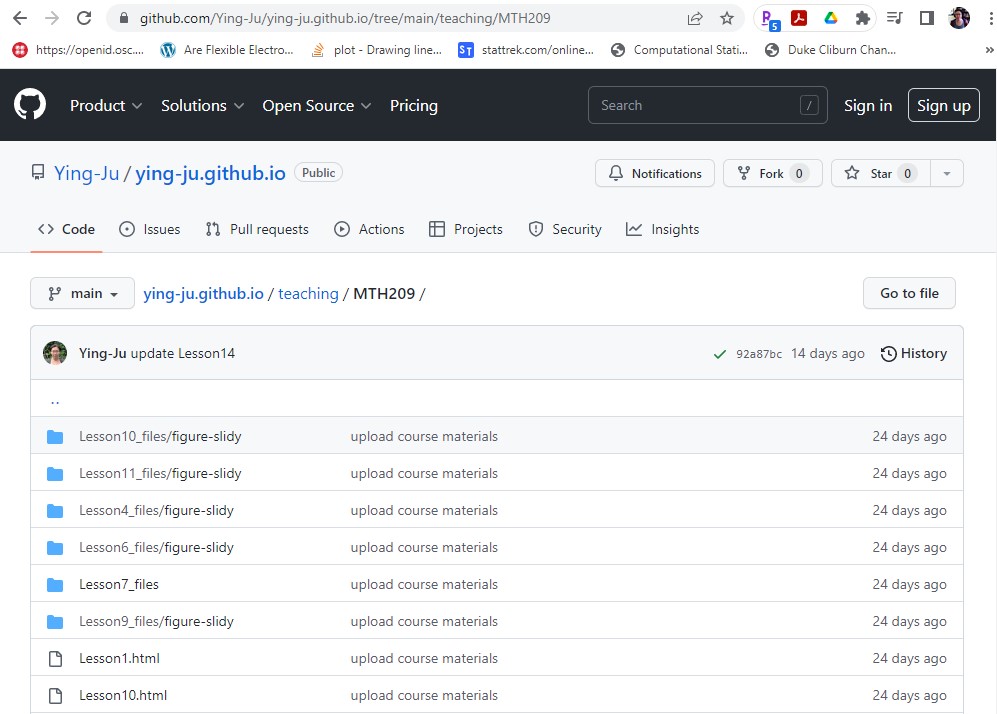 github.com/Ying-Ju/ying-ju.github.io/tree/main/teaching/MTH209
5
https://openid.osc.... Are Flexible Electro... plot - Drawing line... ST stattrek.com/online... Computational Stati... Duke Cliburn Chan... »
Product Solutions Open Source Pricing Search / Sign in Sign up
Ying-Ju / ying-ju.github.io Public Notifications Fork 0 Star 0
Code Issues Pull requests Actions Projects Security Insights
main ying-ju.github.io / teaching / MTH209 / Go to file
Ying-Ju update Lesson14 92a87bc 14 days ago History
..
Lesson10_files/figure-slidy upload course materials 24 days ago
Lesson11_files/figure-slidy upload course materials 24 days ago
Lesson4_files/figure-slidy upload course materials 24 days ago
Lesson6_files/figure-slidy upload course materials 24 days ago
Lesson7_files upload course materials 24 days ago
Lesson9_files/figure-slidy upload course materials 24 days ago
Lesson1.html upload course materials 24 days ago
Lesson10.html upload course materials 24 days ago